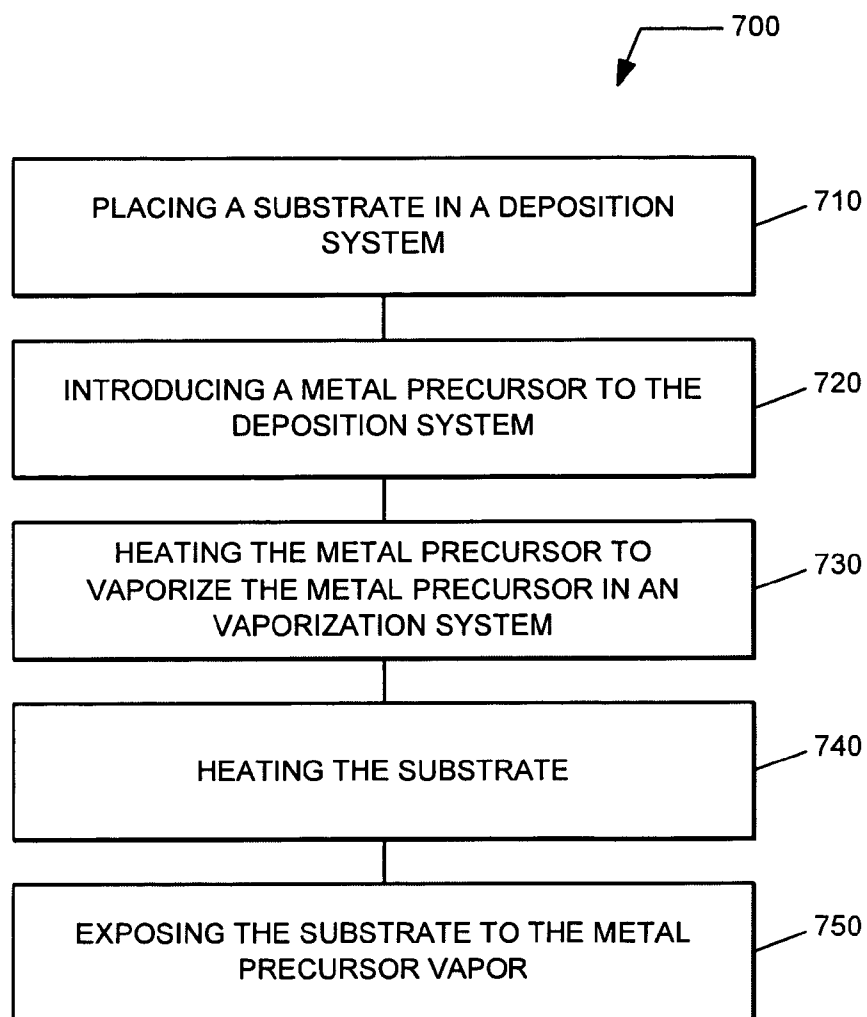 700
PLACING A SUBSTRATE IN A DEPOSITION
SYSTEM
710
INTRODUCING A METAL PRECURSOR TO THE
DEPOSITION SYSTEM
720
HEATING THE METAL PRECURSOR TO
VAPORIZE THE METAL PRECURSOR IN AN
VAPORIZATION SYSTEM
730
HEATING THE SUBSTRATE
740
EXPOSING THE SUBSTRATE TO THE METAL
PRECURSOR VAPOR
750